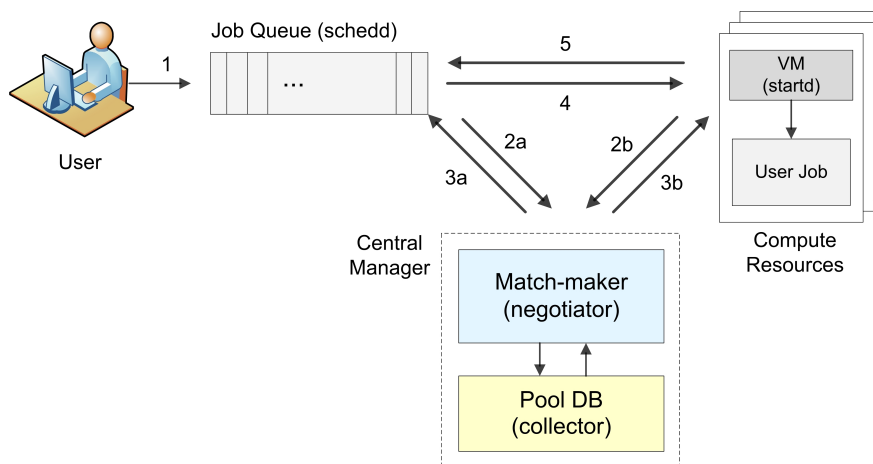 Job Queue (schedd)
1
...
5
4
VM
(startd)
User Job
User
2a
3a
2b
3b
Compute
Resources
Central
Manager
Match-maker
(negotiator)
Pool DB
(collector)